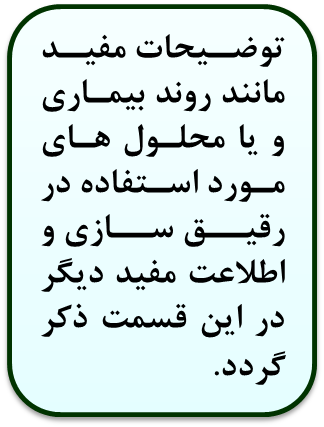 توضیحات مفید
مانند روند بیماری
و یا محلول های
مورد استفاده در
رقیق سازی و
اطلاعت مفید دیگر
در این قسمت ذکر
گردد.